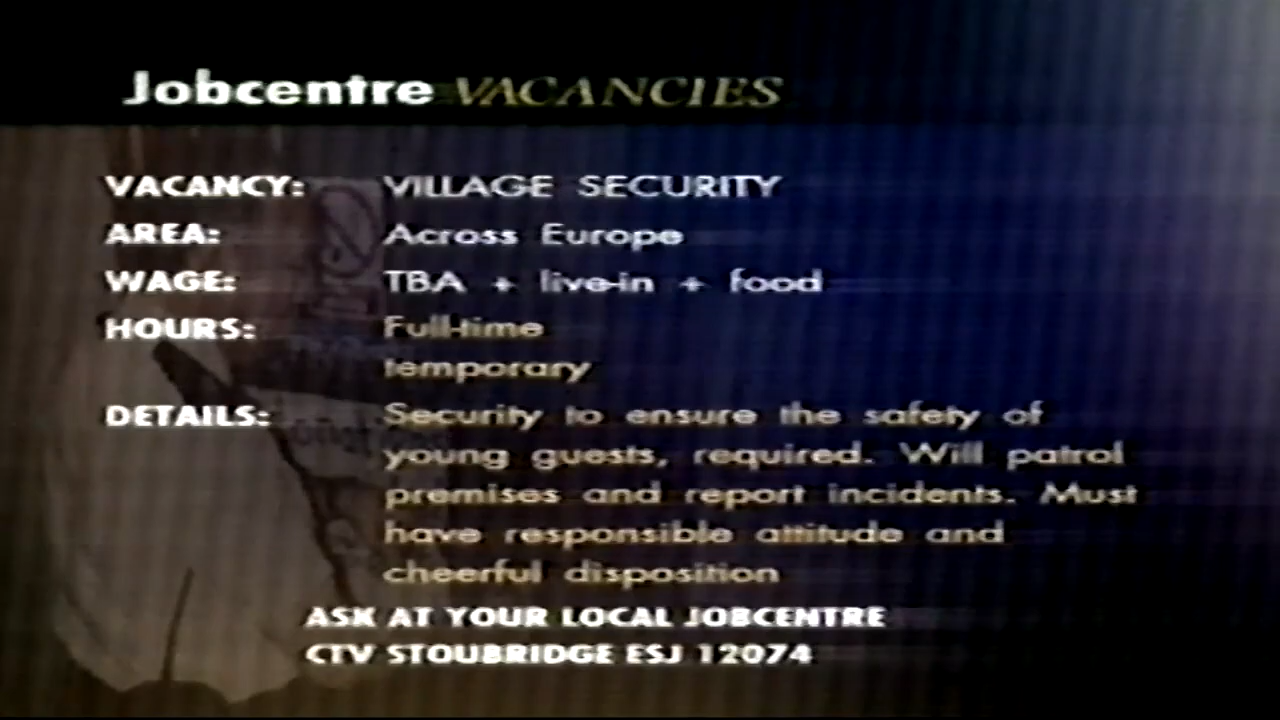 Jobcentre VACANCIES
VACANCY: VILLAGE SECURITY
AREA: Across Europe
WAGE: TBA + live-in + food
HOURS: Full-time
temporary
DETAILS: Security to ensure the safety of
young guests, required. Will patrol
premises and report incidents. Must
have responsible attitude and
cheerful disposition
ASK AT YOUR LOCAL JOBCENTRE
CTV STOUBRIDGE ESJ 12074